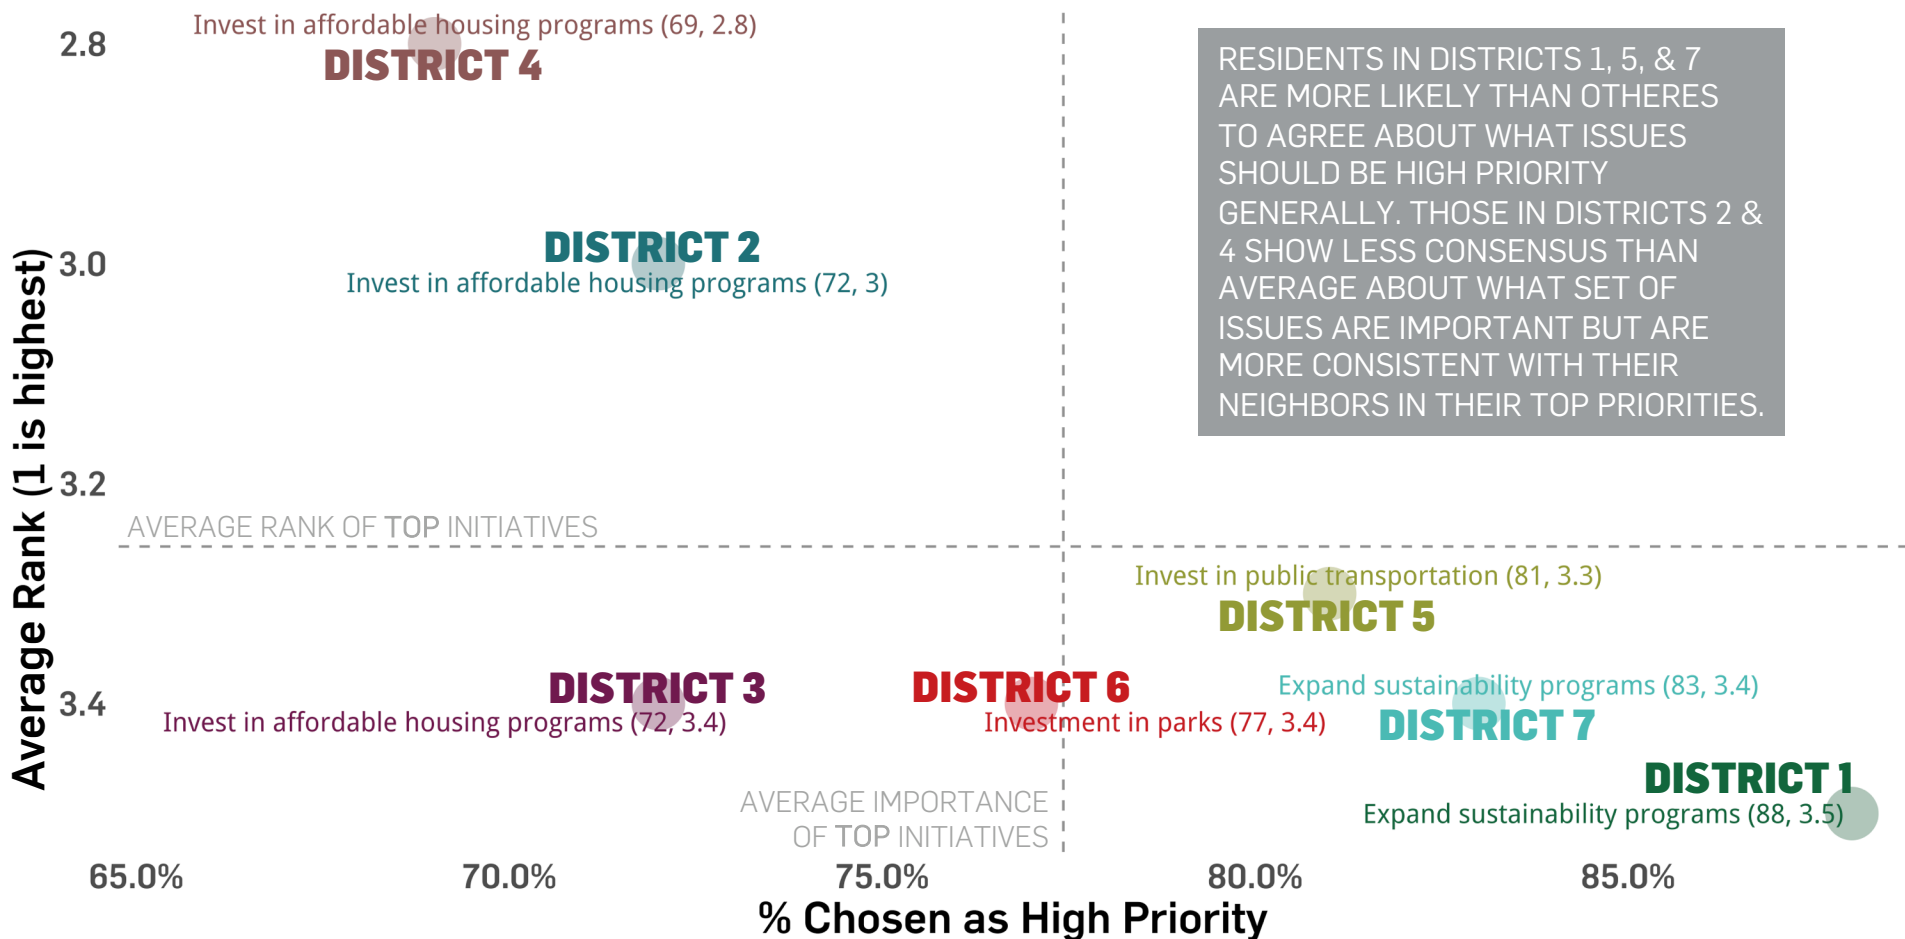 Invest in affordable housing programs (69, 2.8)
DISTRICT 4
RESIDENTS IN DISTRICTS 1, 5, & 7
ARE MORE LIKELY THAN OTHERES
TO AGREE ABOUT WHAT ISSUES
SHOULD BE HIGH PRIORITY
GENERALLY. THOSE IN DISTRICTS 2 &
4 SHOW LESS CONSENSUS THAN
AVERAGE ABOUT WHAT SET OF
ISSUES ARE IMPORTANT BUT ARE
MORE CONSISTENT WITH THEIR
NEIGHBORS IN THEIR TOP PRIORITIES.
DISTRICT 2
Invest in affordable housing programs (72, 3)
Average Rank (1 is highest)
2.8
3.0
3.2
3.4
AVERAGE RANK OF TOP INITIATIVES
Invest in public transportation (81, 3.3)
DISTRICT 5
DISTRICT 3
Invest in affordable housing programs (72, 3.4)
DISTRICT 6
Investment in parks (77, 3.4)
Expand sustainability programs (83, 3.4)
DISTRICT 7
DISTRICT 1
Expand sustainability programs (88, 3.5)
AVERAGE IMPORTANCE
OF TOP INITIATIVES
65.0%
70.0%
75.0%
80.0%
85.0%
% Chosen as High Priority